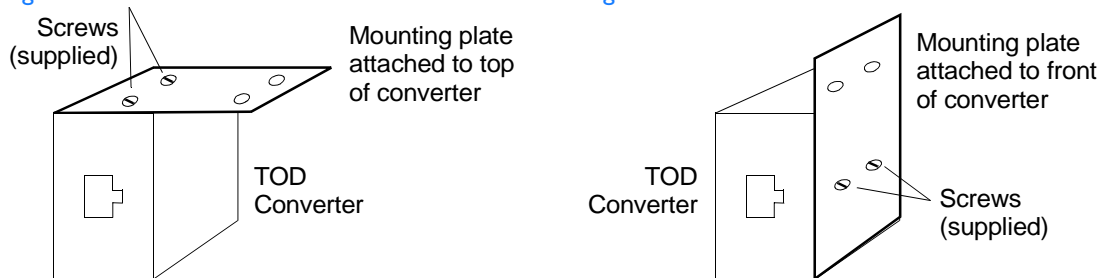 Screws
(supplied)
Mounting plate
attached to top
of converter
TOD
Converter
Mounting plate
attached to front
of converter
TOD
Converter
Screws
(supplied)